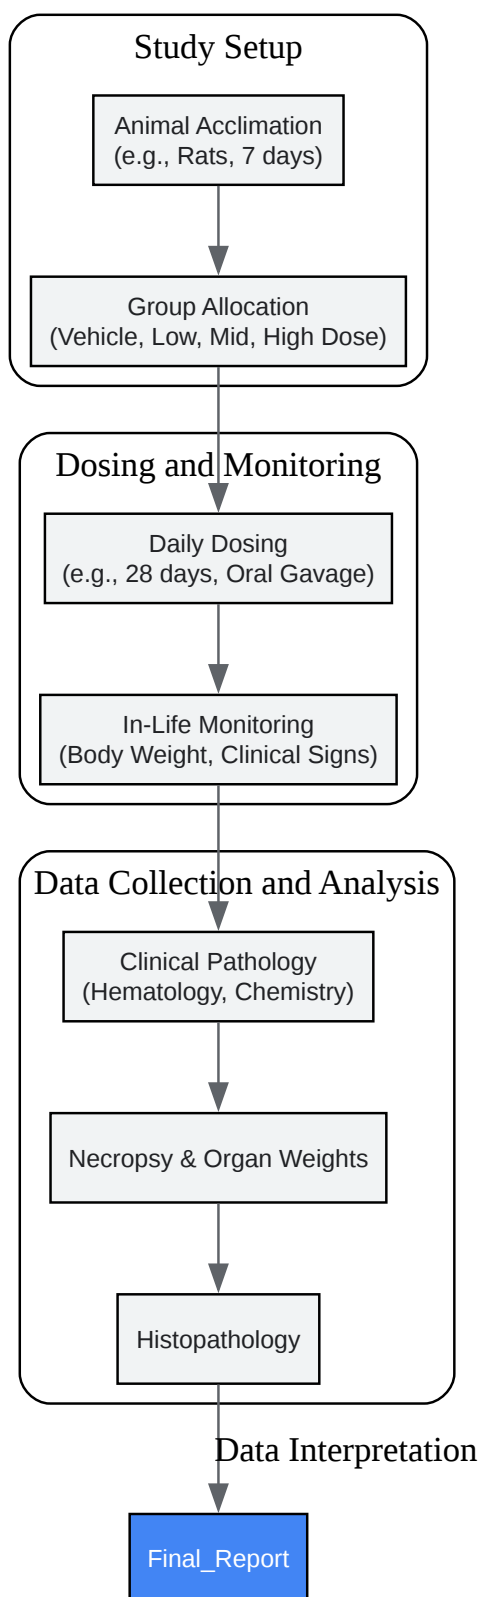 Study Setup
Animal Acclimation
(e.g., Rats, 7 days)
Group Allocation
(Vehicle, Low, Mid, High Dose)
Dosing and Monitoring
Daily Dosing
(e.g., 28 days, Oral Gavage)
In-Life Monitoring
(Body Weight, Clinical Signs)
Data Collection and Analysis
Clinical Pathology
(Hematology, Chemistry)
Necropsy & Organ Weights
Histopathology
Data Interpretation
Final_Report